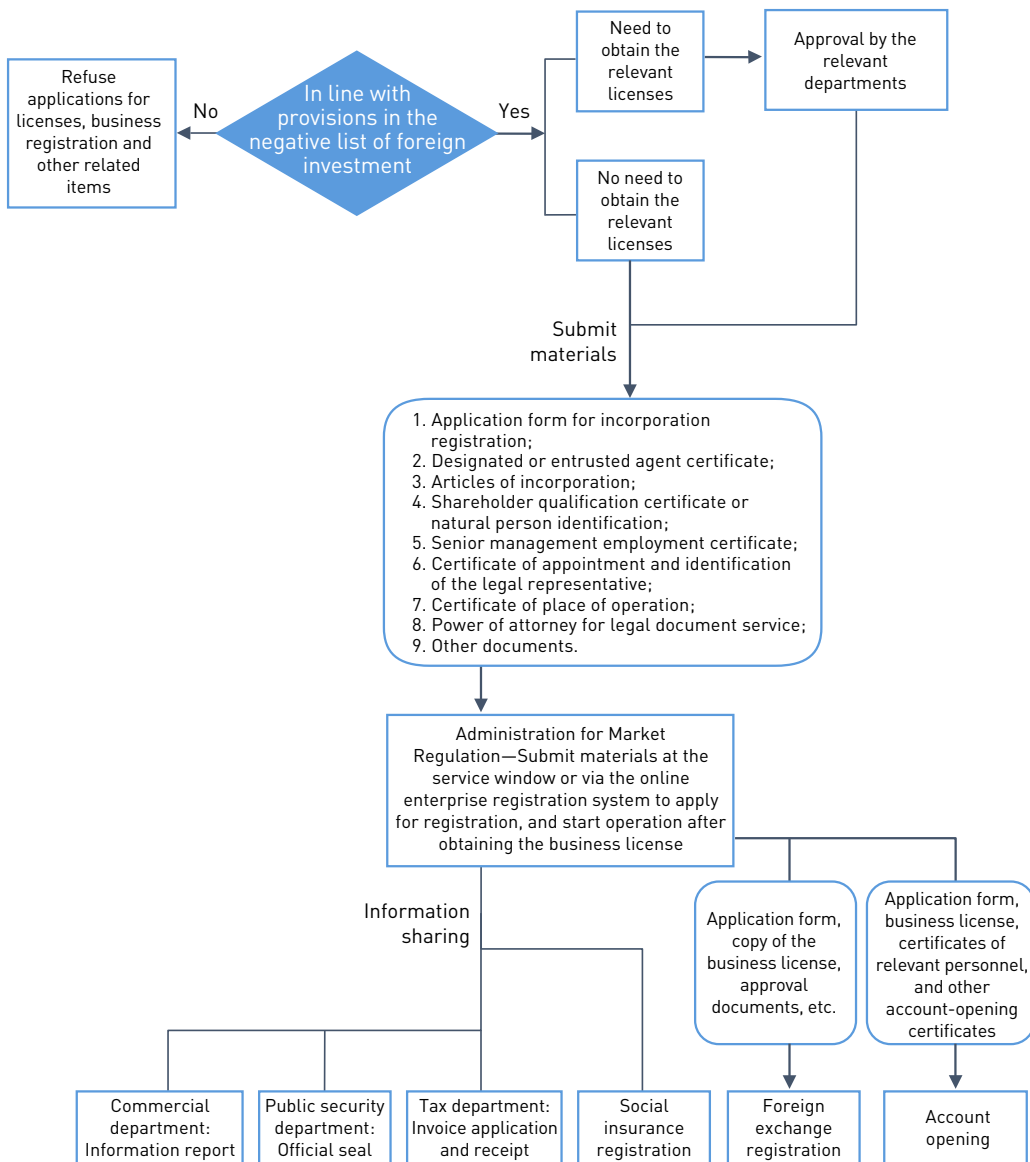 Refuse
applications for
licenses, business
registration and
other related
items
No
In line with
provisions in the
negative list of foreign
investment
Yes
Need to
obtain the
relevant
licenses
Approval by the
relevant
departments
No need to
obtain the
relevant
licenses
Submit
materials
1. Application form for incorporation
registration;
2. Designated or entrusted agent certificate;
3. Articles of incorporation;
4. Shareholder qualification certificate or
natural person identification;
5. Senior management employment certificate;
6. Certificate of appointment and identification
of the legal representative;
7. Certificate of place of operation;
8. Power of attorney for legal document service;
9. Other documents.
Administration for Market
Regulation—Submit materials at the
service window or via the online
enterprise registration system to apply
for registration, and start operation after
obtaining the business license
Information
sharing
Application form,
copy of the
business license,
approval
documents, etc.
Application form,
business license,
certificates of
relevant personnel,
and other
account-opening
certificates
Commercial
department:
Information report
Public security
department:
Official seal
Tax department:
Invoice application
and receipt
Social
insurance
registration
Foreign
exchange
registration
Account
opening